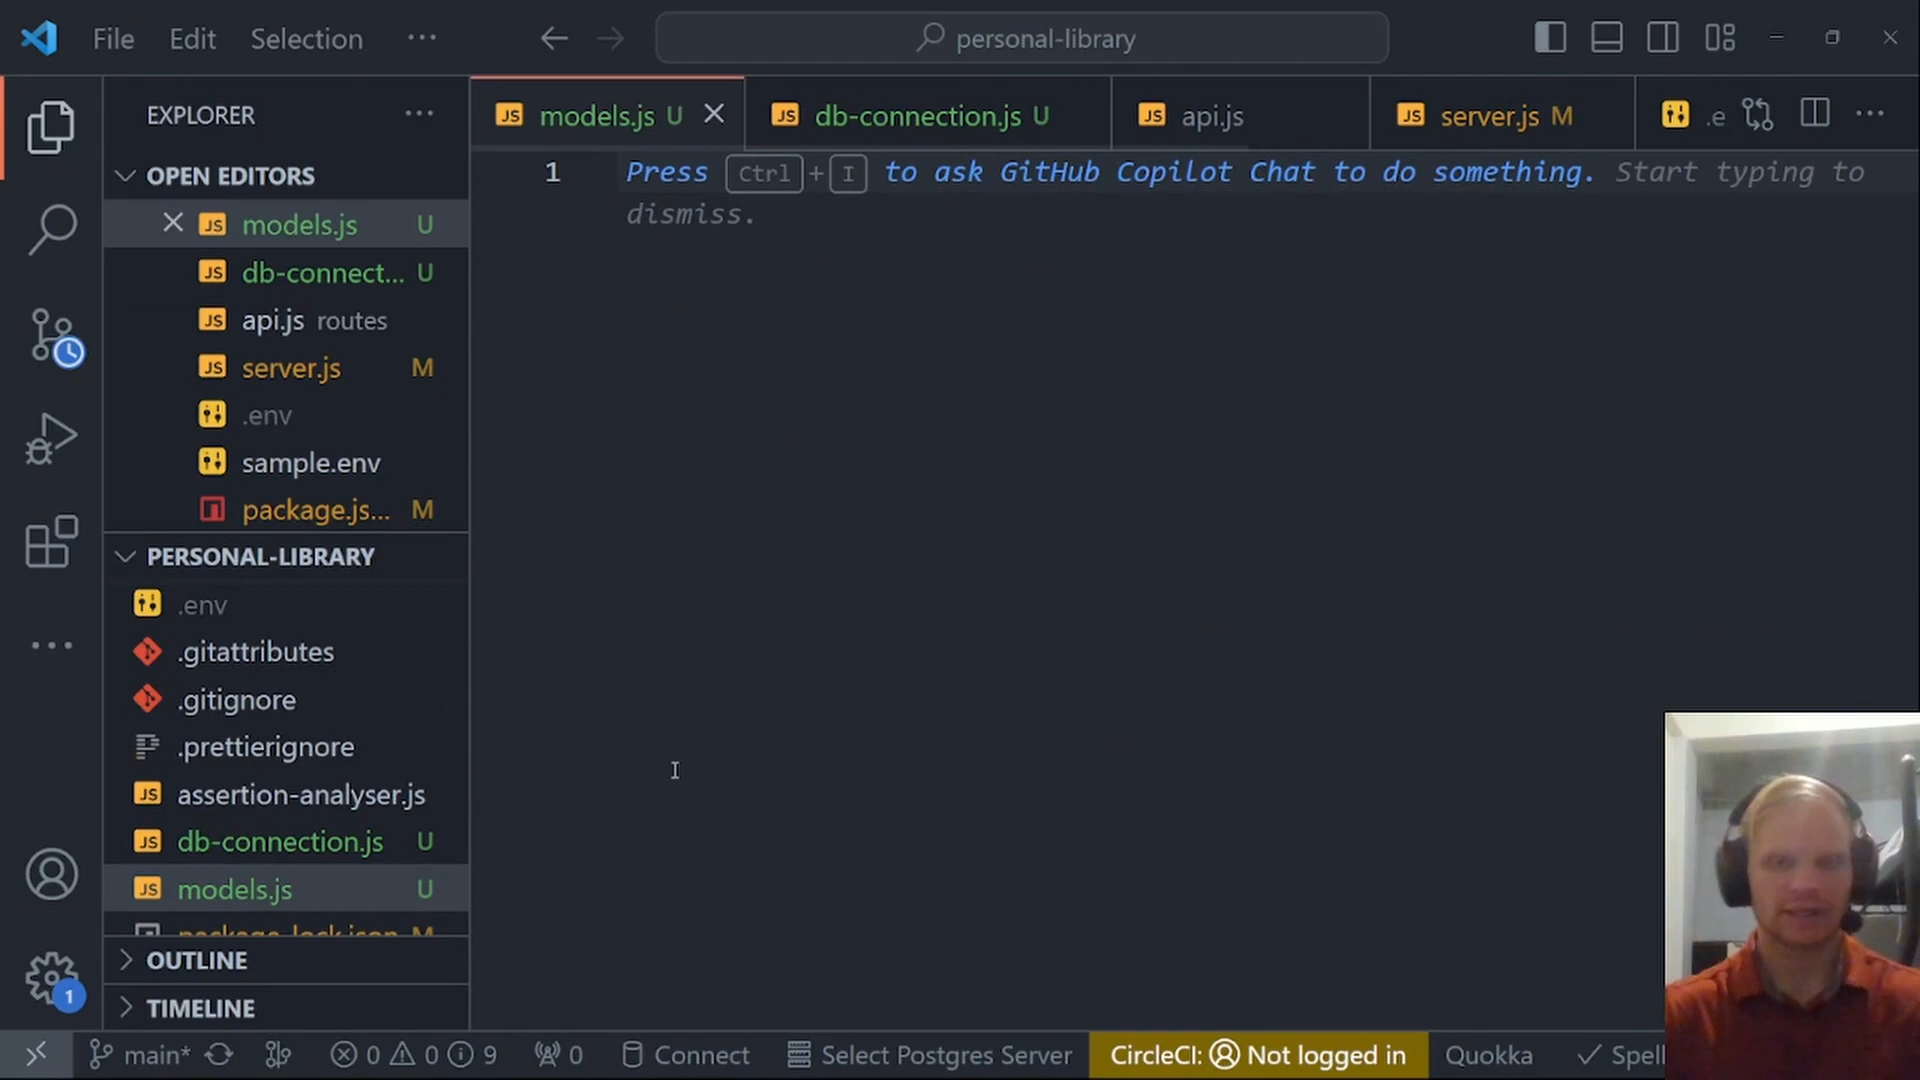 File Edit Selection ··· personal-library
EXPLORER ···
OPEN EDITORS
models.js U
db-connect... U
api.js routes
server.js M
.env
sample.env
package.js... M
PERSONAL-LIBRARY
.env
.gitattributes
.gitignore
.prettierignore
assertion-analyser.js
db-connection.js U
models.js U
package-lock.json M
OUTLINE
TIMELINE
models.js U db-connection.js U api.js server.js M .e ···
1 Press Ctrl+I to ask GitHub Copilot Chat to do something. Start typing to
dismiss.
1
main* 0 0 9 0 Connect Select Postgres Server CircleCI: Not logged in Quokka Spell